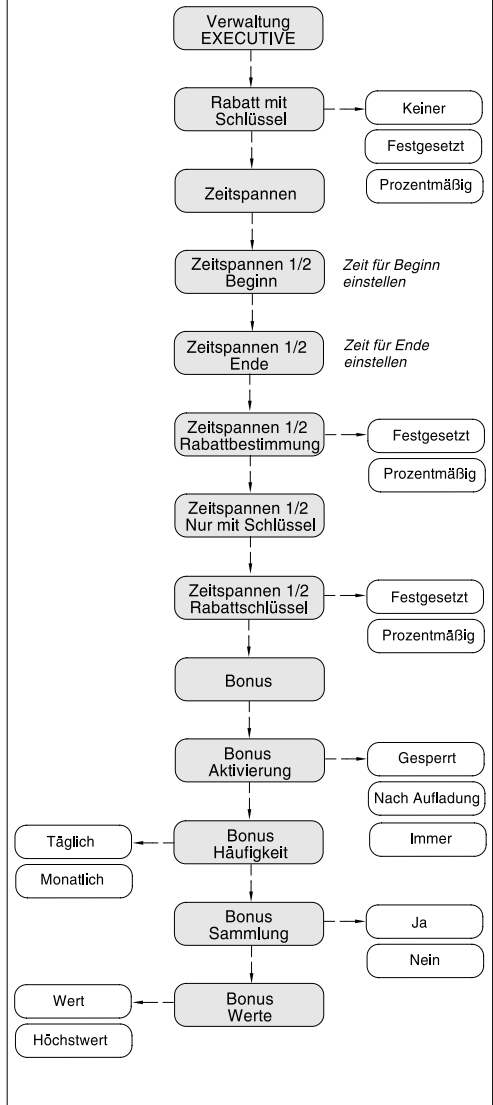 Verwaltung
EXECUTIVE
Rabatt mit
Schlüssel
Keiner
Festgesetzt
Prozentmäßig
Zeitspannen
Zeitspannen 1/2
Beginn
Zeit für Beginn
einstellen
Zeitspannen 1/2
Ende
Zeit für Ende
einstellen
Zeitspannen 1/2
Rabattbestimmung
Festgesetzt
Prozentmäßig
Zeitspannen 1/2
Nur mit Schlüssel
Zeitspannen 1/2
Rabattschlüssel
Festgesetzt
Prozentmäßig
Bonus
Bonus
Aktivierung
Gesperrt
Nach Aufladung
Immer
Bonus
Häufigkeit
Täglich
Monatlich
Bonus
Sammlung
Ja
Nein
Bonus
Werte
Wert
Höchstwert